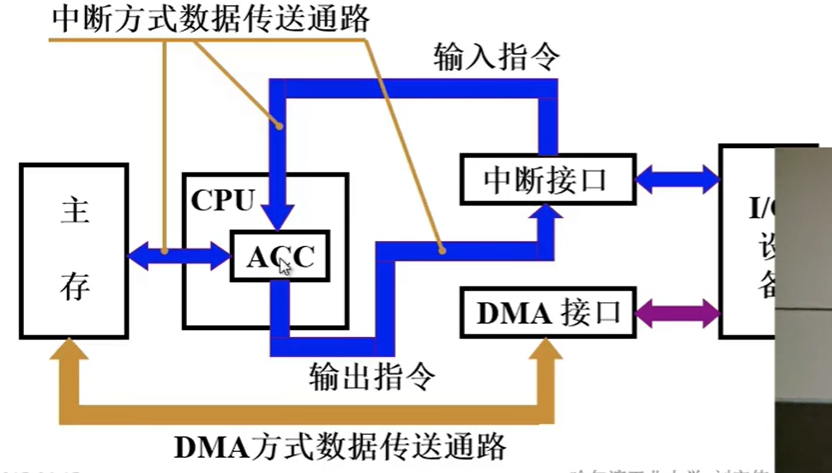 中断方式数据传送通路
输入指令
中断接口
CPU
主
存
ACC
I/
设
备
DMA 接口
输出指令
DMA方式数据传送通路